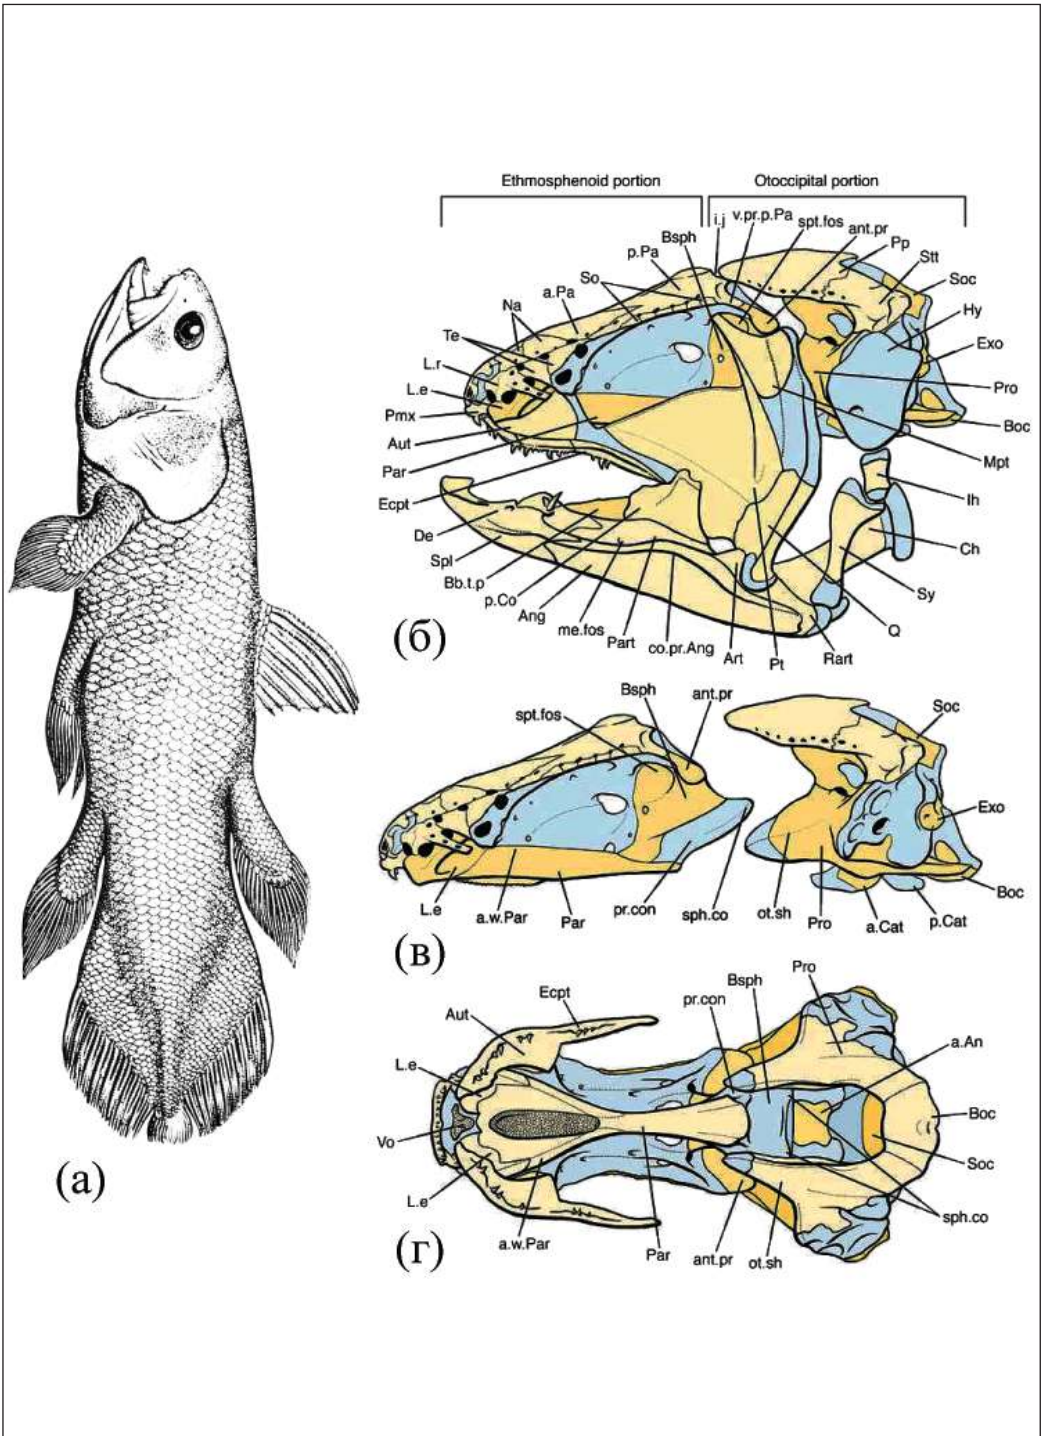 Ethmosphenoid portion
Otoccipital portion
i.j
v.pr.p.Pa
spt.fos
ant.pr
Bsph
Pp
p.Pa
Stt
So
Soc
a.Pa
Na
Hy
Te
Exo
L.r
L.e
Pro
Pmx
Boc
Aut
Par
Mpt
Ecpt
Ih
De
Ch
Spl
Bb.t.p
Sy
p.Co
Ang
me.fos
Part
co.pr.Ang
Art
Pt
Rart
Q
(б)
Bsph
ant.pr
spt.fos
Soc
Exo
L.e
a.w.Par
Par
pr.con
sph.co
ot.sh
Pro
a.Cat
p.Cat
Boc
(в)
Pro
Bsph
pr.con
Ecpt
Aut
a.An
L.e
Boc
Vo
Soc
L.e
sph.co
a.w.Par
Par
ant.pr
ot.sh
(а)
(г)